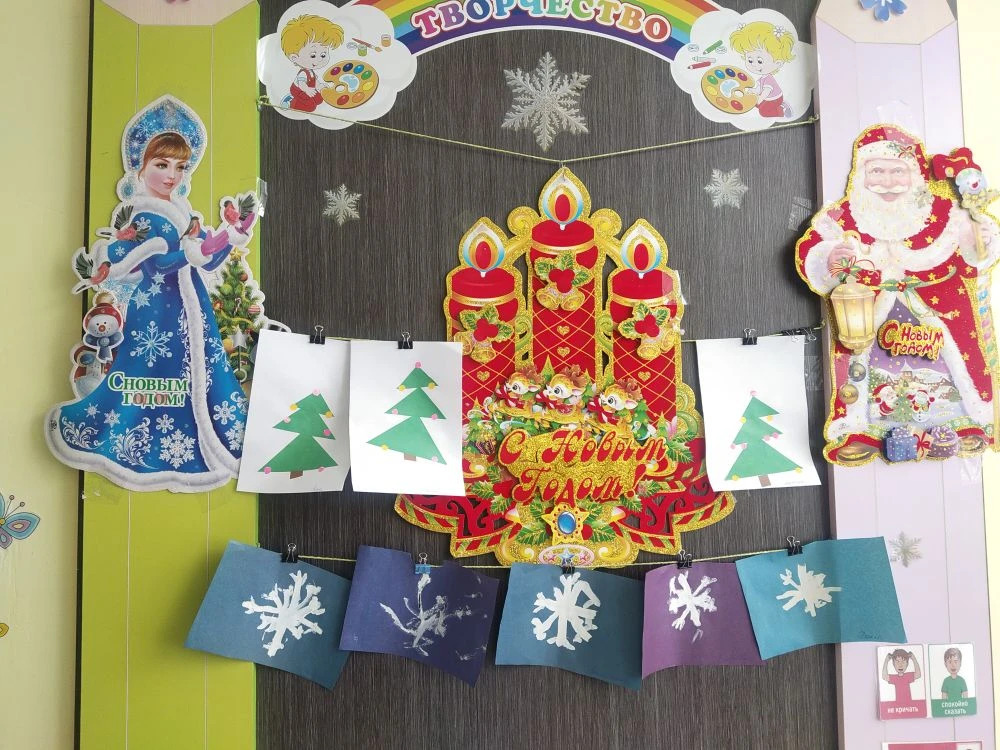 ТВОРЧЕСТВО
С НОВЫМ
ГОДОМ!
С Новым
Годом!
С Новым
Годом!
не кричать
спокойно
сказать